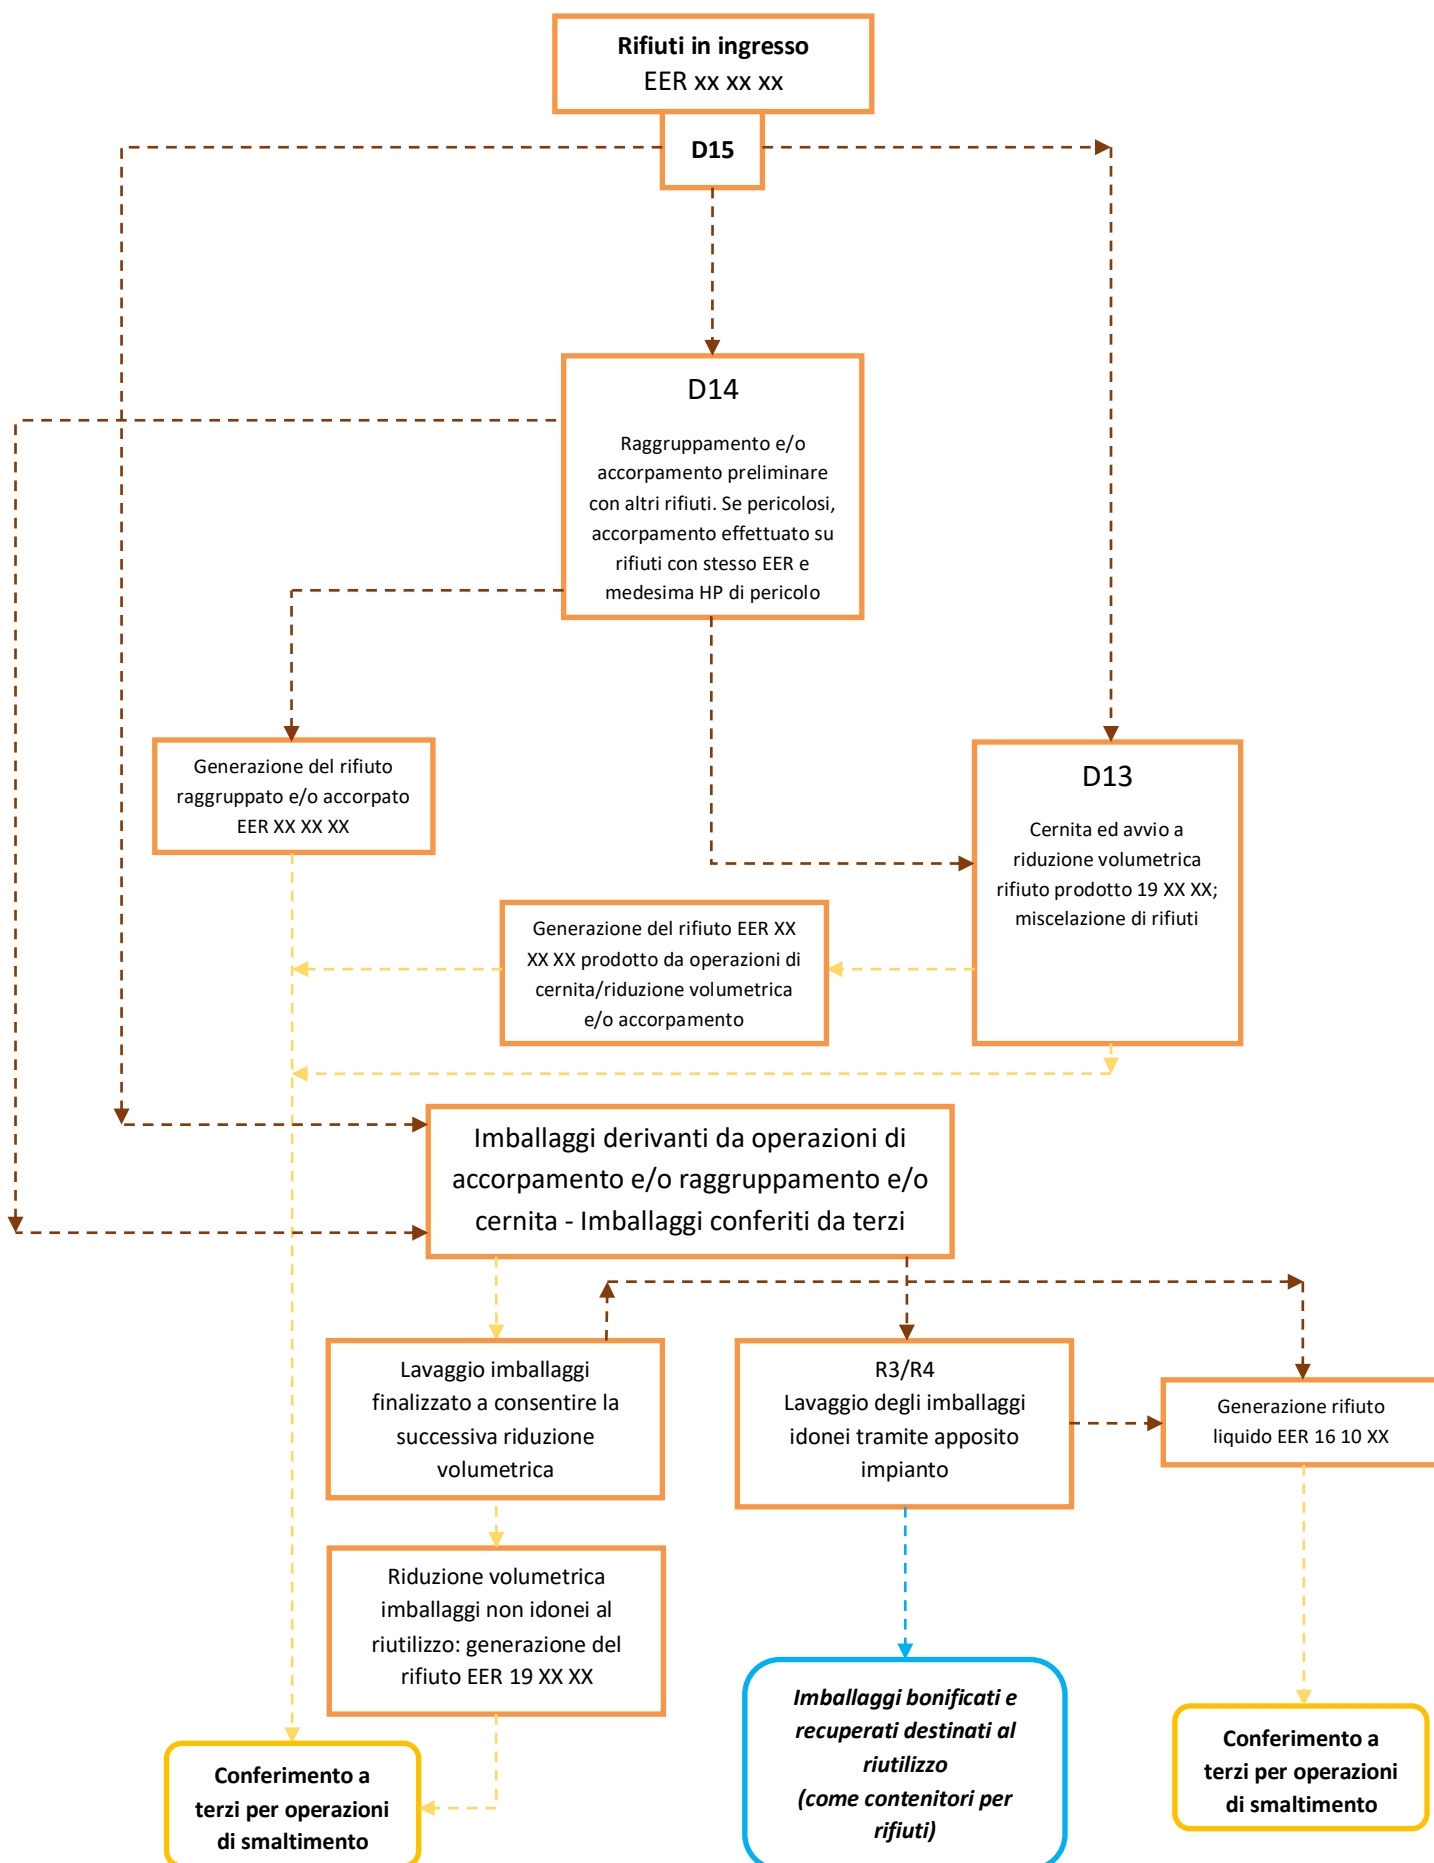 Rifiuti in ingresso
EER xx xx xx
D15
D14
Raggruppamento e/o
accorpamento preliminare
con altri rifiuti. Se pericolosi,
accorpamento effettuato su
rifiuti con stesso EER e
medesima HP di pericolo
Generazione del rifiuto
raggruppato e/o accorpato
EER XX XX XX
D13
Cernita ed avvio a
riduzione volumetrica
rifiuto prodotto 19 XX XX;
miscelazione di rifiuti
Generazione del rifiuto EER XX
XX XX prodotto da operazioni di
cernita/riduzione volumetrica
e/o accorpamento
Imballaggi derivanti da operazioni di
accorpamento e/o raggruppamento e/o
cernita - Imballaggi conferiti da terzi
Lavaggio imballaggi
finalizzato a consentire la
successiva riduzione
volumetrica
R3/R4
Lavaggio degli imballaggi
idonei tramite apposito
impianto
Generazione rifiuto
liquido EER 16 10 XX
Riduzione volumetrica
imballaggi non idonei al
riutilizzo: generazione del
rifiuto EER 19 XX XX
Conferimento a
terzi per operazioni
di smaltimento
Imballaggi bonificati e
recuperati destinati al
riutilizzo
(come contenitori per
rifiuti)
Conferimento a
terzi per operazioni
di smaltimento